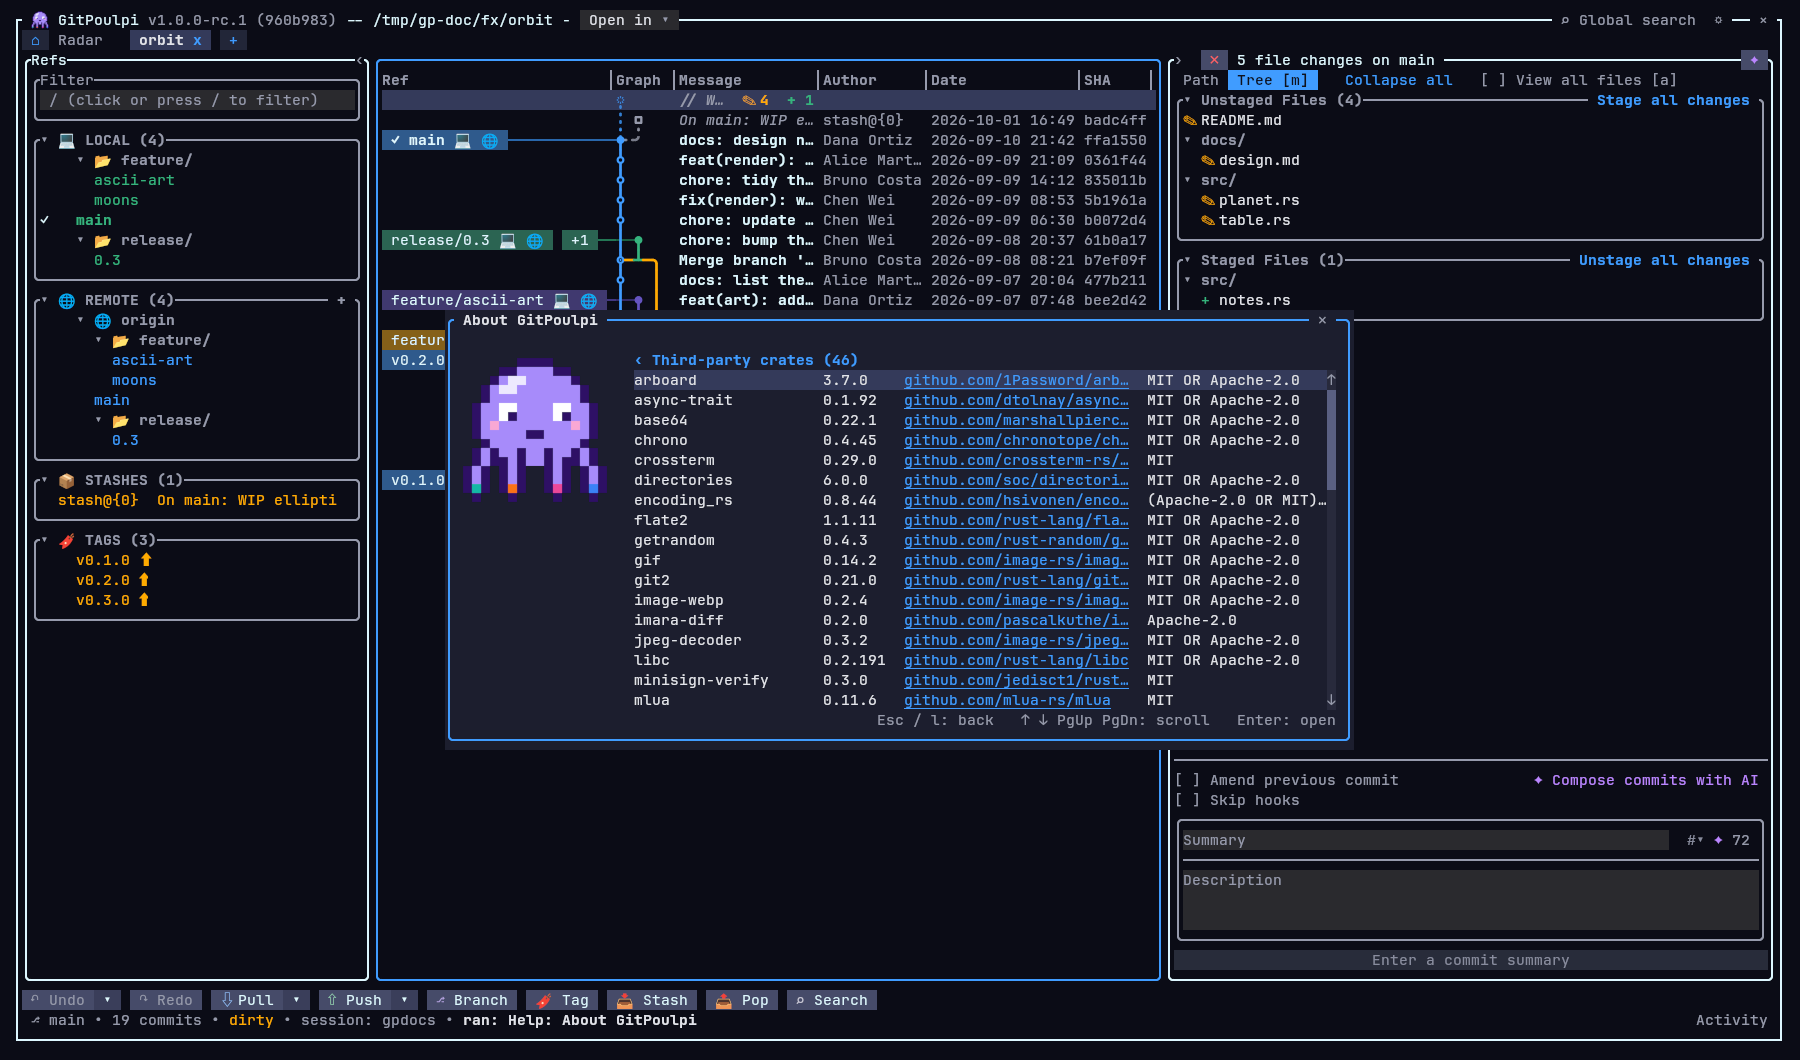 GitPoulpi v1.0.0-rc.1 (960b983) —— /tmp/gp-doc/fx/orbit - Open in ▾ ⌕ Global search ⚙ ×
⌂ Radar orbit x +
Refs ‹
Filter
/ (click or press / to filter)
▾ 💻 LOCAL (4)
▾ 📂 feature/
ascii-art
moons
✓ main
▾ 📂 release/
0.3
▾ 🌐 REMOTE (4) +
▾ 🌐 origin
▾ 📂 feature/
ascii-art
moons
main
▾ 📂 release/
0.3
▾ 📦 STASHES (1)
stash@{0} On main: WIP ellipti
▾ TAGS (3)
v0.1.0 ⬆
v0.2.0 ⬆
v0.3.0 ⬆
Ref Graph Message Author Date SHA
// W… ✎ 4 + 1
On main: WIP e… stash@{0} 2026-10-01 16:49 badc4ff
✓ main 💻 🌐 docs: design n… Dana Ortiz 2026-09-10 21:42 ffa1550
feat(render): … Alice Mart… 2026-09-09 21:09 0361f44
chore: tidy th… Bruno Costa 2026-09-09 14:12 835011b
fix(render): w… Chen Wei 2026-09-09 08:53 5b1961a
chore: update … Chen Wei 2026-09-09 06:30 b0072d4
release/0.3 💻 🌐 +1 chore: bump th… Chen Wei 2026-09-08 20:37 61b0a17
Merge branch '… Bruno Costa 2026-09-08 08:21 b7ef09f
docs: list the… Alice Mart… 2026-09-07 20:04 477b211
feature/ascii-art 💻 🌐 feat(art): add… Dana Ortiz 2026-09-07 07:48 bee2d42
featur
v0.2.0
v0.1.0
› ✕ 5 file changes on main ✦
Path Tree [m] Collapse all [ ] View all files [a]
▾ Unstaged Files (4) Stage all changes
✎ README.md
▾ docs/
✎ design.md
▾ src/
✎ planet.rs
✎ table.rs
▾ Staged Files (1) Unstage all changes
▾ src/
+ notes.rs
About GitPoulpi ×
‹ Third-party crates (46)
arboard 3.7.0 github.com/1Password/arb… MIT OR Apache-2.0 ↑
async-trait 0.1.92 github.com/dtolnay/async… MIT OR Apache-2.0
base64 0.22.1 github.com/marshallpierc… MIT OR Apache-2.0
chrono 0.4.45 github.com/chronotope/ch… MIT OR Apache-2.0
crossterm 0.29.0 github.com/crossterm-rs/… MIT
directories 6.0.0 github.com/soc/directori… MIT OR Apache-2.0
encoding_rs 0.8.44 github.com/hsivonen/enco… (Apache-2.0 OR MIT)…
flate2 1.1.11 github.com/rust-lang/fla… MIT OR Apache-2.0
getrandom 0.4.3 github.com/rust-random/g… MIT OR Apache-2.0
gif 0.14.2 github.com/image-rs/imag… MIT OR Apache-2.0
git2 0.21.0 github.com/rust-lang/git… MIT OR Apache-2.0
image-webp 0.2.4 github.com/image-rs/imag… MIT OR Apache-2.0
imara-diff 0.2.0 github.com/pascalkuthe/i… Apache-2.0
jpeg-decoder 0.3.2 github.com/image-rs/jpeg… MIT OR Apache-2.0
libc 0.2.191 github.com/rust-lang/libc MIT OR Apache-2.0
minisign-verify 0.3.0 github.com/jedisct1/rust… MIT
mlua 0.11.6 github.com/mlua-rs/mlua MIT ↓
Esc / l: back ↑ ↓ PgUp PgDn: scroll Enter: open
[ ] Amend previous commit ✦ Compose commits with AI
[ ] Skip hooks
Summary #▾ ✦ 72
Description
Enter a commit summary
↶ Undo ▾ ↷ Redo ⇩ Pull ▾ ⇧ Push ▾ ⎇ Branch Tag 📤 Stash 📤 Pop ⌕ Search
⎇ main • 19 commits • dirty • session: gpdocs • ran: Help: About GitPoulpi Activity